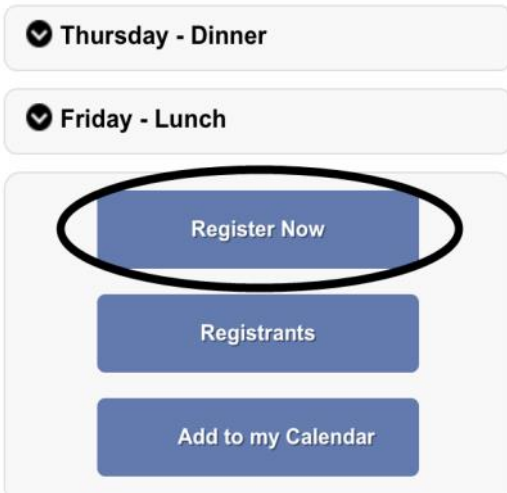 Thursday - Dinner
Friday - Lunch
Register Now
Registrants
Add to my Calendar